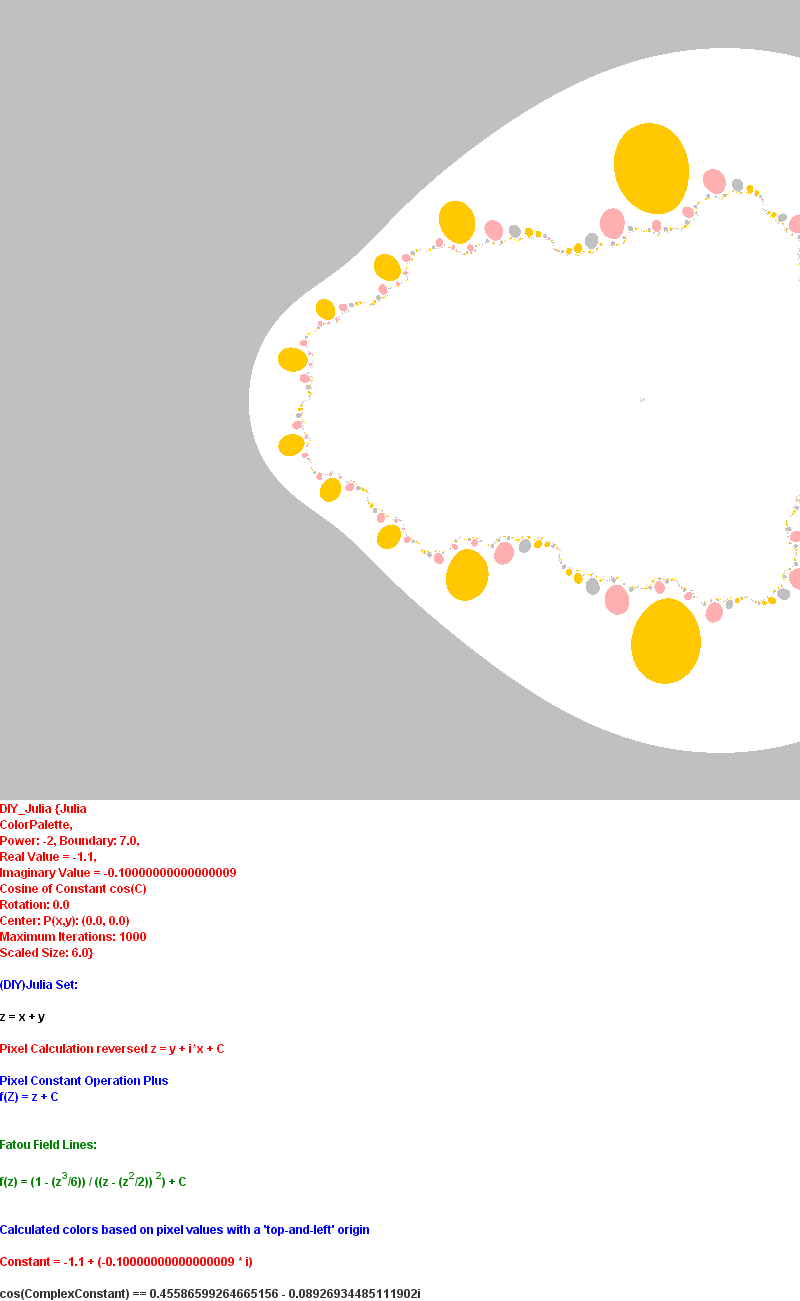 DIY_Julia {Julia
ColorPalette,
Power: -2, Boundary: 7.0,
Real Value = -1.1,
Imaginary Value = -0.10000000000000009
Cosine of Constant cos(C)
Rotation: 0.0
Center: P(x,y): (0.0, 0.0)
Maximum Iterations: 1000
Scaled Size: 6.0}
(DIY)Julia Set:
z = x + y
Pixel Calculation reversed z = y + i*x + C
Pixel Constant Operation Plus
f(Z) = z + C
Fatou Field Lines:
f(z) = (1 - (z^3/6)) / ((z - (z^2/2))^2) + C
Calculated colors based on pixel values with a 'top-and-left' origin
Constant = -1.1 + (-0.10000000000000009 * i)
cos(ComplexConstant) == 0.45586599264665156 - 0.08926934485111902i